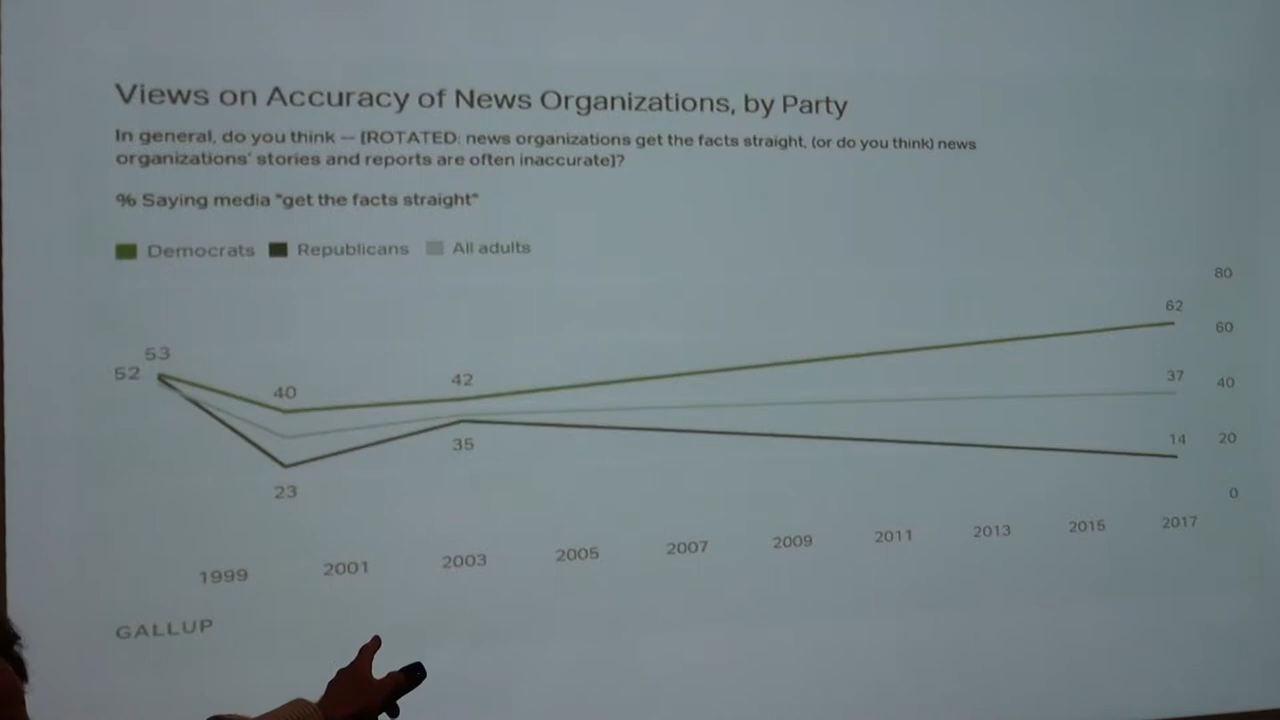 Views on Accuracy of News Organizations, by Party
In general, do you think — [ROTATED: news organizations get the facts straight, (or do you think) news
organizations' stories and reports are often inaccurate]?
% Saying media "get the facts straight"
Democrats Republicans All adults
80
62
60
53
52
40
42
37
40
35
14
20
23
0
1999 2001 2003 2005 2007 2009 2011 2013 2015 2017
GALLUP